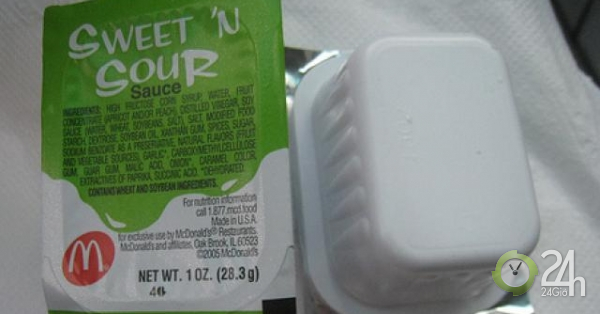 SWEET 'N
SOUR
Sauce
INGREDIENTS: HIGH FRUCTOSE CORN SYRUP, WATER, FRUIT
CONCENTRATE (APRICOT AND/OR PEACH), DISTILLED VINEGAR, SOY
SAUCE (WATER, WHEAT, SOYBEANS, SALT), SALT, MODIFIED FOOD
STARCH, DEXTROSE, SOYBEAN OIL, XANTHAN GUM, SPICES, SUGAR,
SODIUM BENZOATE AS A PRESERVATIVE, NATURAL FLAVORS (FRUIT
AND VEGETABLE SOURCES), GARLIC*, CARBOXYMETHYLCELLULOSE
GUM, GUAR GUM, MALIC ACID, ONION*, CARAMEL COLOR,
EXTRACTIVES OF PAPRIKA, SUCCINIC ACID. *DEHYDRATED
CONTAINS WHEAT AND SOYBEAN INGREDIENTS.
For nutrition information
call 1.877.mcd.food
Made in U.S.A.
for exclusive use by McDonald's® Restaurants.
McDonald's and affiliates, Oak Brook, IL 60523
©2005 McDonald's
NET WT. 1 OZ. (28.3 g)
24h
24Giờ